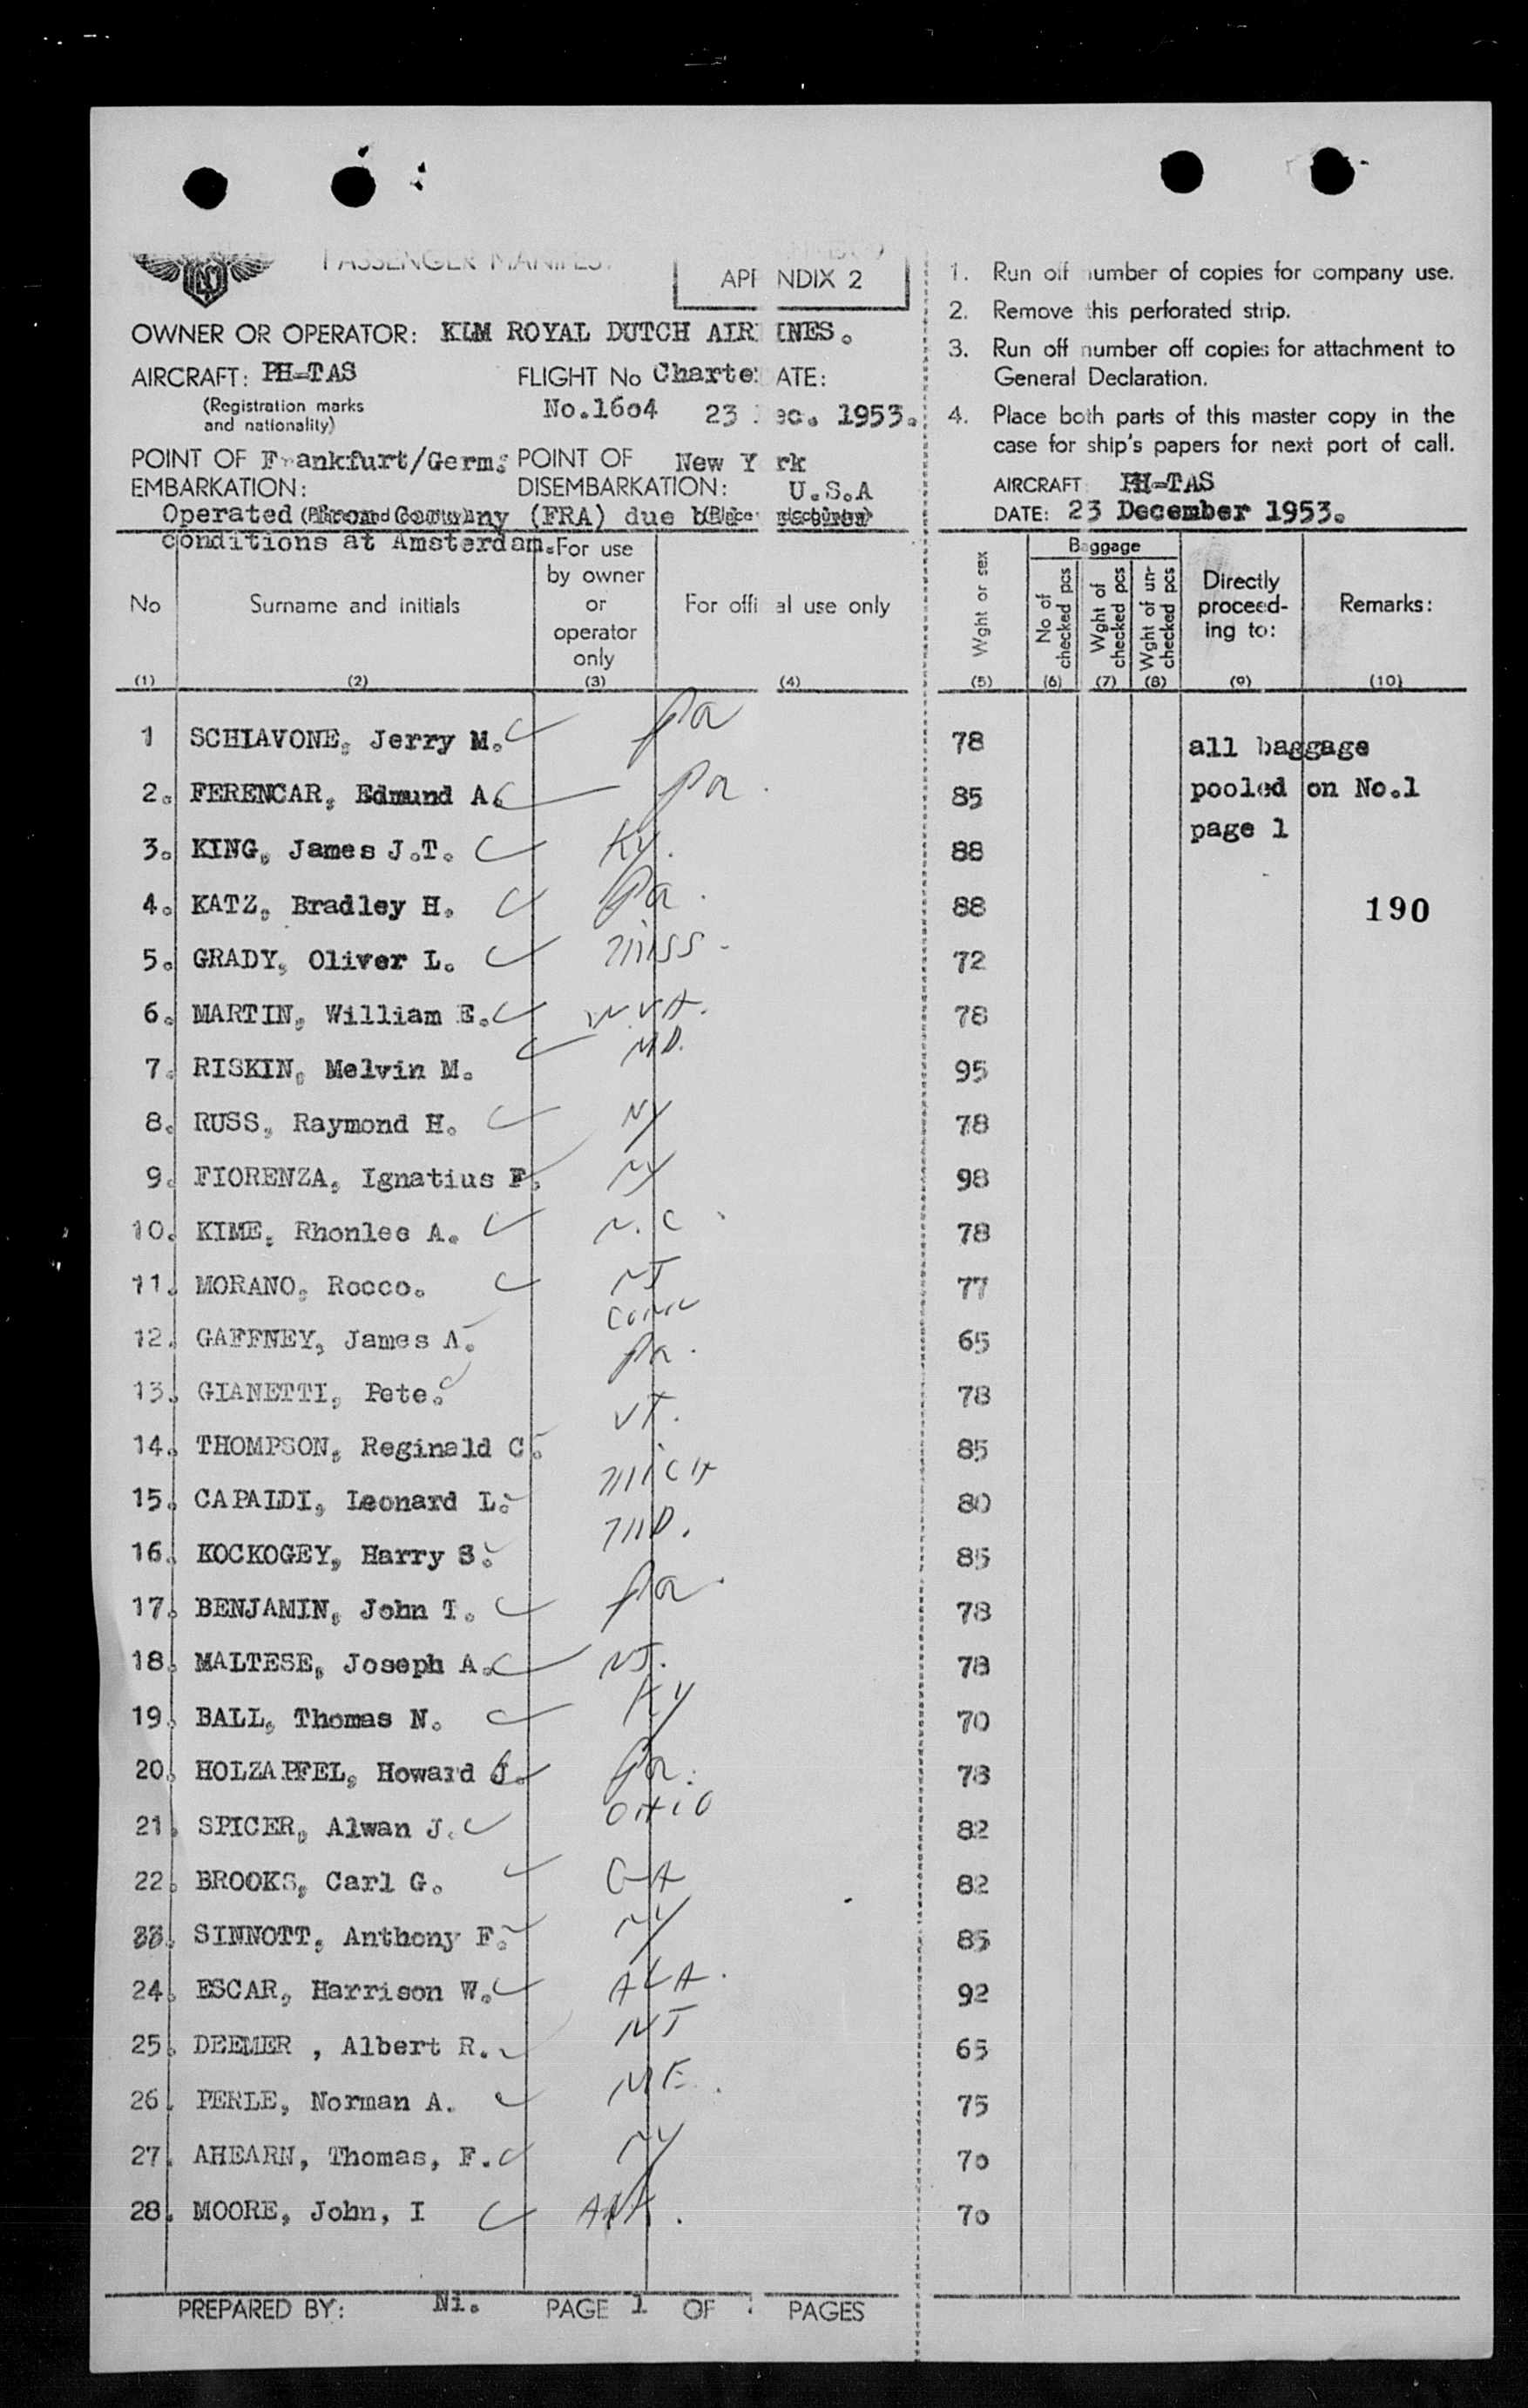 PASSENGER MANIFES
APPENDIX 2
OWNER OR OPERATOR: KLM ROYAL DUTCH AIRLINES.
AIRCRAFT: PH-TAS FLIGHT No Charter DATE:
(Registration marks and nationality) No.16o4 23 Dec. 1953.
POINT OF EMBARKATION: Frankfurt/Germ. POINT OF DISEMBARKATION: New York U.S.A
Operated from Germany (FRA) due
conditions at Amsterdam.
1. Run off number of copies for company use.
2. Remove this perforated strip.
3. Run off number off copies for attachment to
General Declaration.
4. Place both parts of this master copy in the
case for ship's papers for next port of call.
AIRCRAFT PH-TAS
DATE: 23 December 1953.
No (1)
Surname and initials (2)
For use by owner or operator only (3)
For official use only (4)
Wght or sex (5)
Baggage
No of checked pcs (6)
Wght of checked pcs (7)
Wght of un-checked pcs (8)
Directly proceed-ing to: (9)
Remarks: (10)
1 SCHIAVONE, Jerry M. Pa 78 all baggage
2. FERENCAR, Edmund A. Pa. 85 pooled on No.1
3. KING, James J.T. Ky. 88 page 1
4. KATZ, Bradley H. Pa. 88 190
5. GRADY, Oliver L. Miss. 72
6. MARTIN, William E. W.VA. 78
7. RISKIN, Melvin M. MD. 95
8. RUSS, Raymond H. NY 78
9. FIORENZA, Ignatius F. NY 98
10. KIME, Rhonlee A. N.C. 78
11. MORANO, Rocco. NJ 77
12. GAFFNEY, James A. Conn 65
13. GIANETTI, Pete. Pa. 78
14. THOMPSON, Reginald C. VT. 85
15. CAPALDI, Leonard L. MICH 80
16. KOCKOGEY, Harry S. MD. 85
17. BENJAMIN, John T. Pa. 78
18. MALTESE, Joseph A. NJ. 78
19. BALL, Thomas N. KY 70
20. HOLZAPFEL, Howard J. Pa. 78
21. SPICER, Alwan J. OHIO 82
22. BROOKS, Carl G. GA 82
33. SINNOTT, Anthony F. NY 85
24. ESCAR, Harrison W. ALA. 92
25. DEEMER , Albert R. NJ 65
26. PERLE, Norman A. ME. 75
27. AHEARN, Thomas, F. NY 7o
28. MOORE, John, I 7o
PREPARED BY: Ni. PAGE 1 OF PAGES